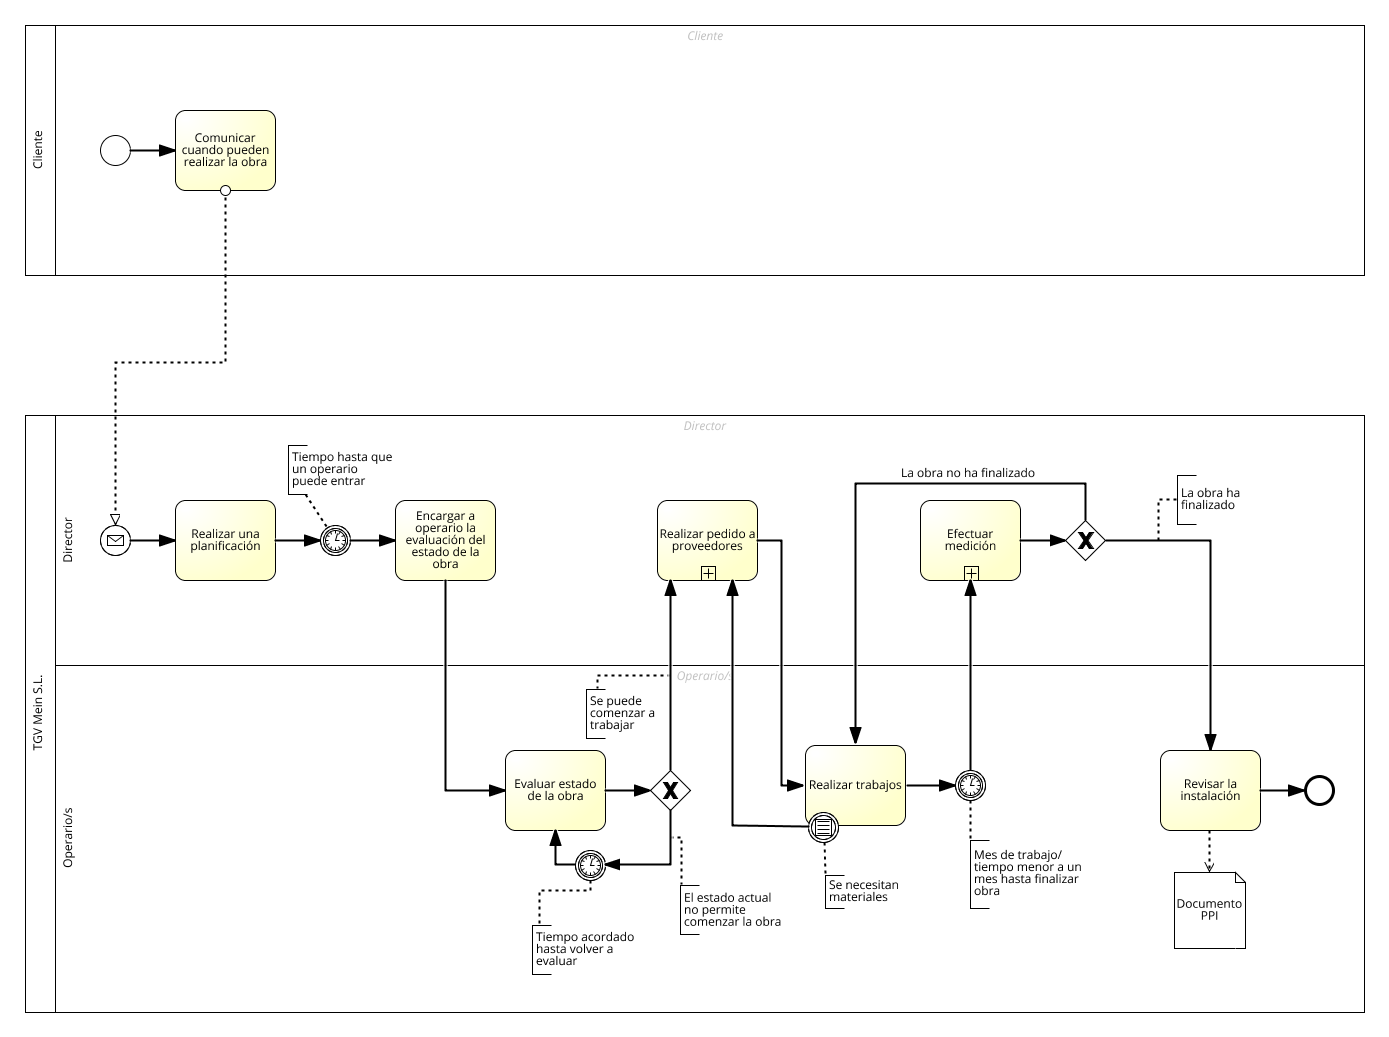 Cliente
Cliente
Comunicar
cuando pueden
realizar la obra
TGV Mein S.L.
Director
Director
Tiempo hasta que
un operario
puede entrar
Realizar una
planificación
Encargar a
operario la
evaluación del
estado de la
obra
Realizar pedido a
proveedores
La obra no ha finalizado
Efectuar
medición
La obra ha
finalizado
Operario/s
Operario/s
Se puede
comenzar a
trabajar
Evaluar estado
de la obra
Tiempo acordado
hasta volver a
evaluar
El estado actual
no permite
comenzar la obra
Realizar trabajos
Se necesitan
materiales
Mes de trabajo/
tiempo menor a un
mes hasta finalizar
obra
Revisar la
instalación
Documento
PPI